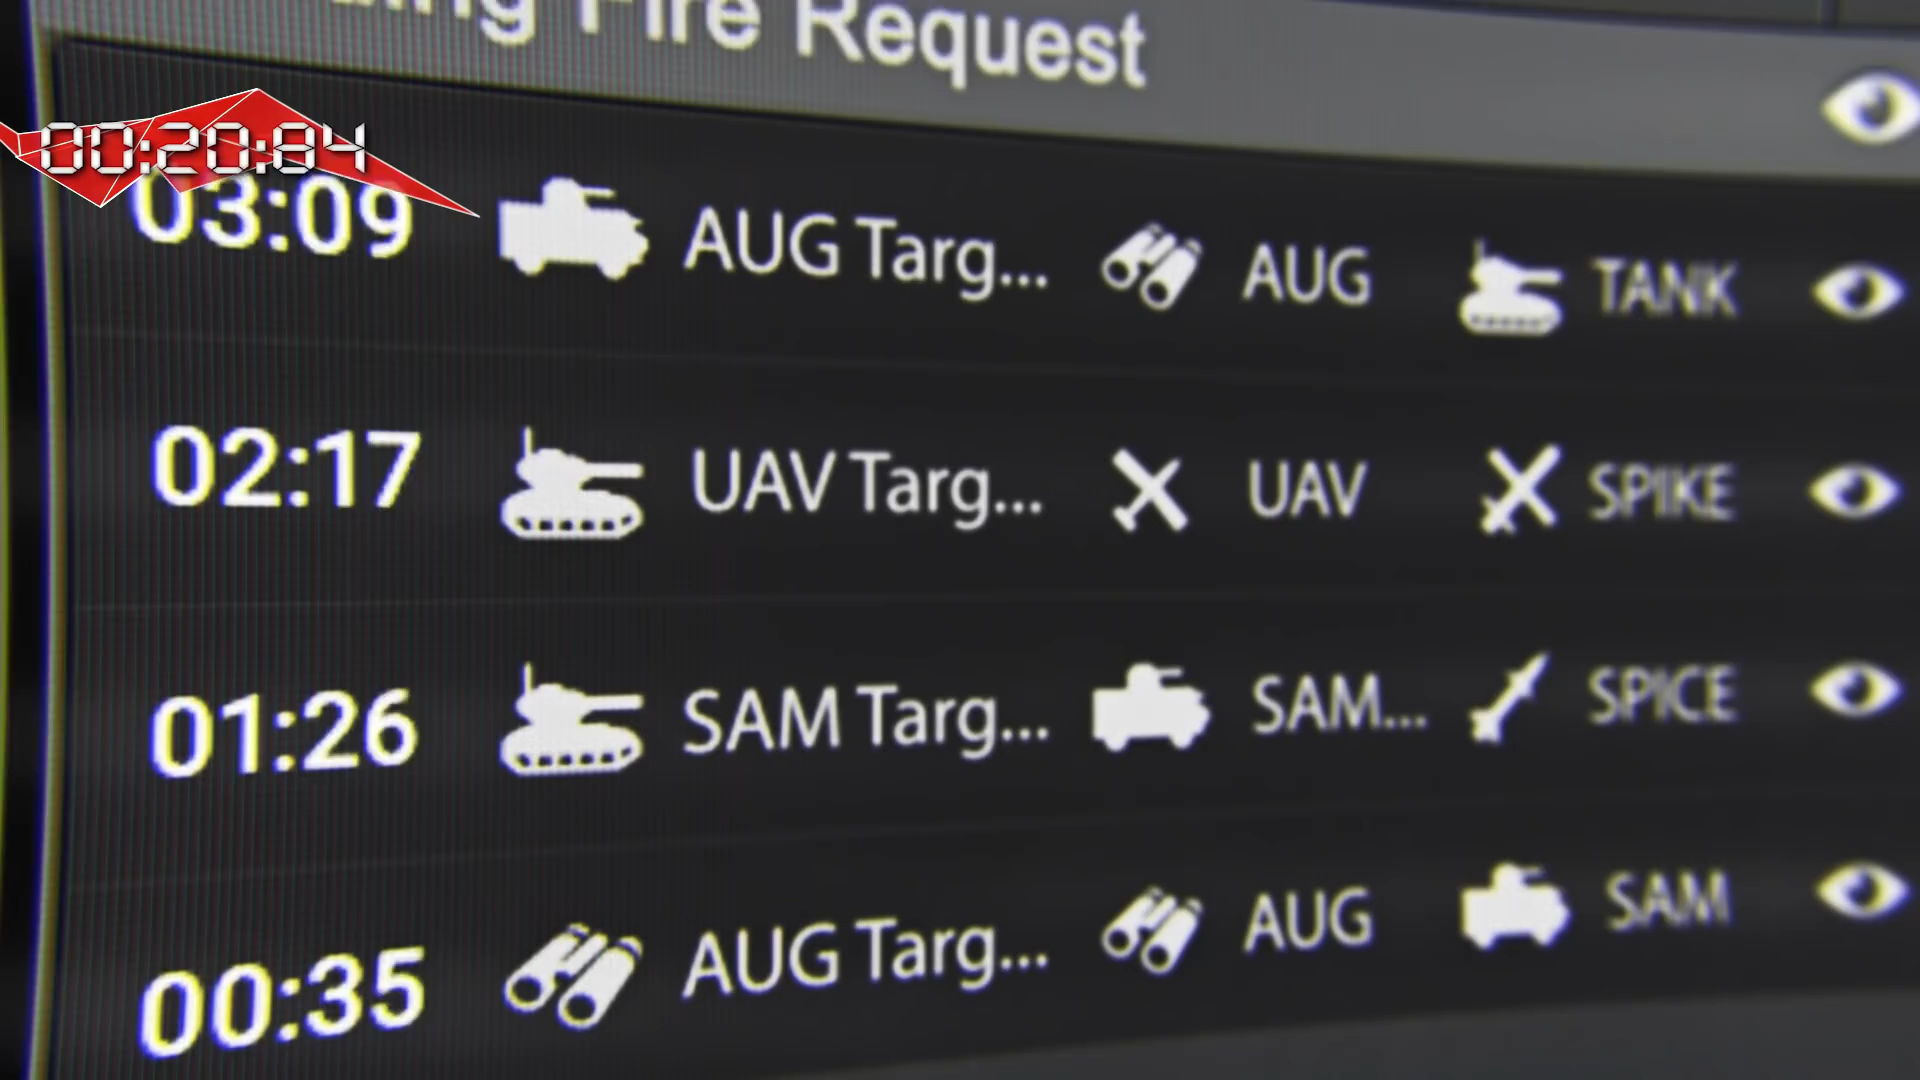 Fire Request
00:20:84
03:09 AUG Targ... AUG TANK
02:17 UAV Targ... UAV SPIKE
01:26 SAM Targ... SAM... SPICE
00:35 AUG Targ... AUG SAM